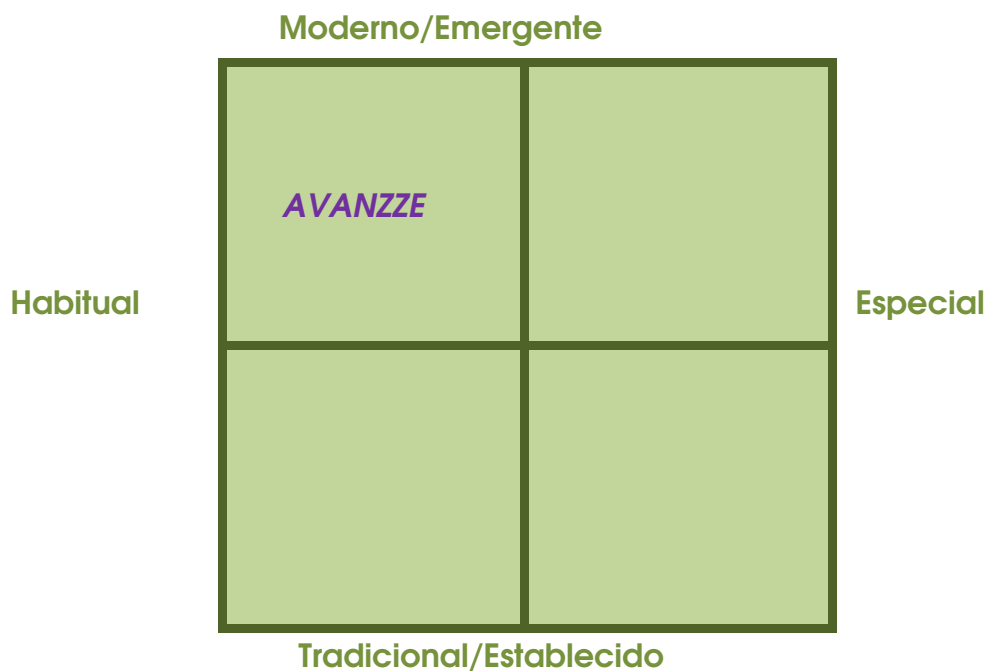 Moderno/Emergente
AVANZZE
Habitual
Especial
Tradicional/Establecido